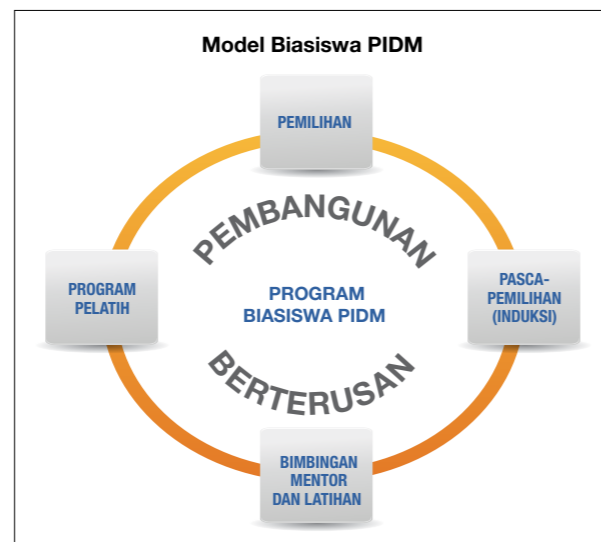 Model Biasiswa PIDM
PEMILIHAN
PEMBANGUNAN
PROGRAM
PELATIH
PROGRAM
BIASISWA PIDM
PASCA-
PEMILIHAN
(INDUKSI)
BERTERUSAN
BIMBINGAN
MENTOR
DAN LATIHAN